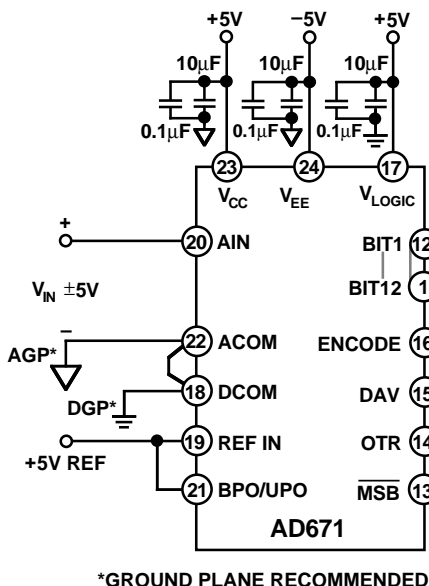 +5V −5V +5V
10µF 10µF 10µF
0.1µF 0.1µF 0.1µF
23 24 17
VCC VEE VLOGIC
+
20 AIN
BIT1 12
VIN ±5V
BIT12 1
−
22 ACOM
ENCODE 16
AGP*
18 DCOM
DAV 15
DGP*
19 REF IN
OTR 14
+5V REF
21 BPO/UPO
MSB 13
AD671
*GROUND PLANE RECOMMENDED